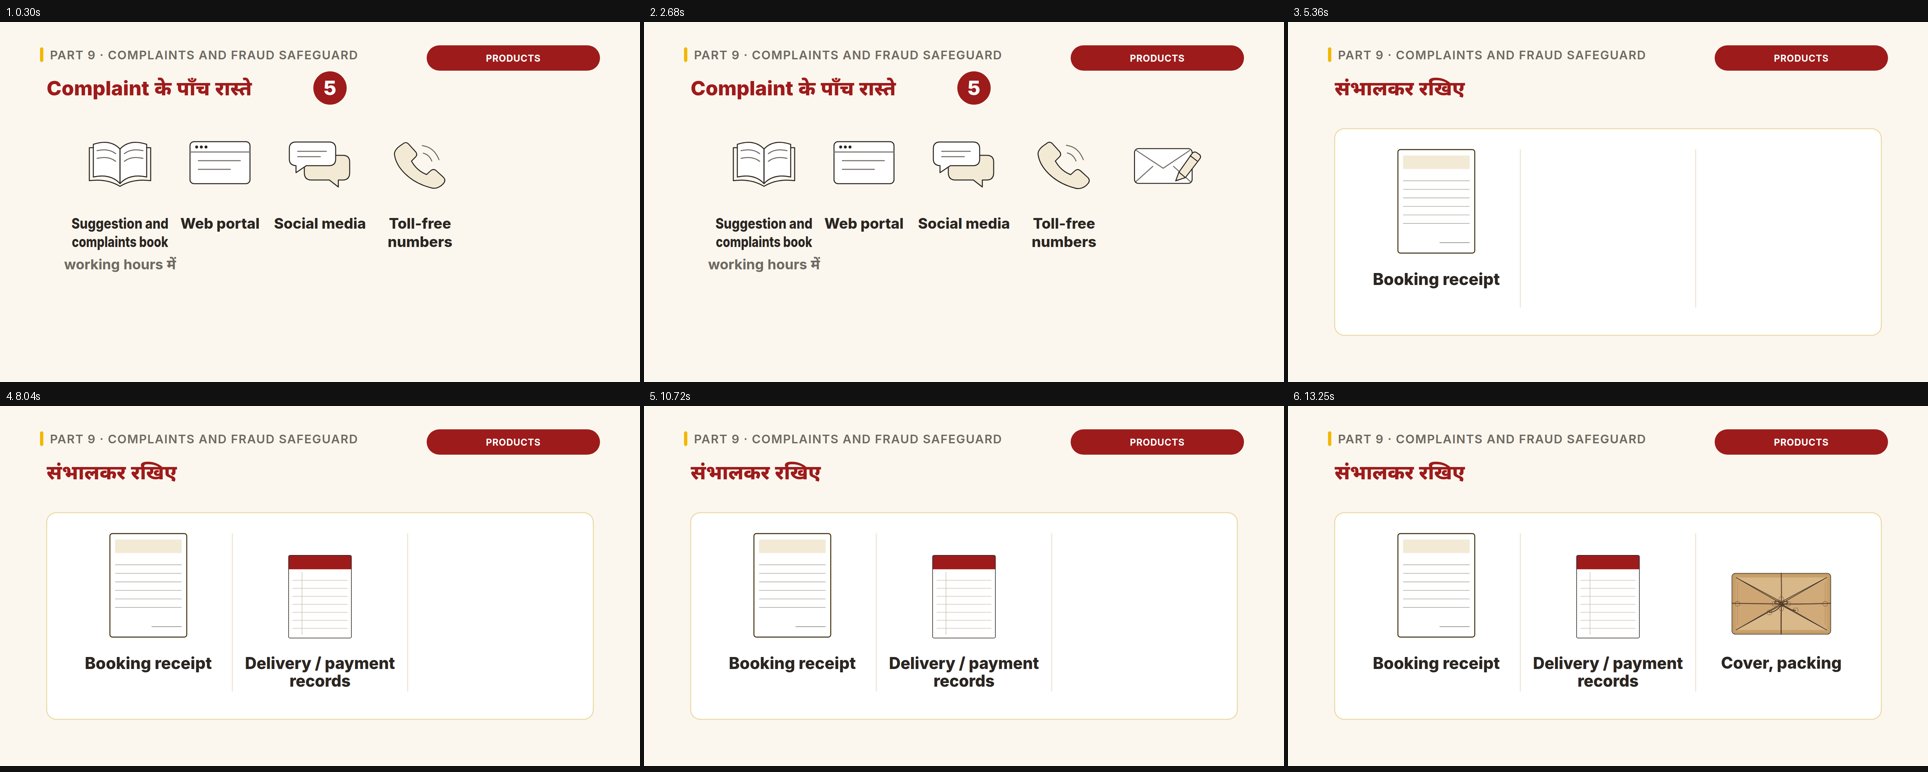 1. 0.30s
PART 9 · COMPLAINTS AND FRAUD SAFEGUARD
PRODUCTS
Complaint के पाँच रास्ते
5
Suggestion and complaints book
working hours में
Web portal
Social media
Toll-free numbers
2. 2.68s
PART 9 · COMPLAINTS AND FRAUD SAFEGUARD
PRODUCTS
Complaint के पाँच रास्ते
5
Suggestion and complaints book
working hours में
Web portal
Social media
Toll-free numbers
3. 5.36s
PART 9 · COMPLAINTS AND FRAUD SAFEGUARD
PRODUCTS
संभालकर रखिए
Booking receipt
4. 8.04s
PART 9 · COMPLAINTS AND FRAUD SAFEGUARD
PRODUCTS
संभालकर रखिए
Booking receipt
Delivery / payment records
5. 10.72s
PART 9 · COMPLAINTS AND FRAUD SAFEGUARD
PRODUCTS
संभालकर रखिए
Booking receipt
Delivery / payment records
6. 13.25s
PART 9 · COMPLAINTS AND FRAUD SAFEGUARD
PRODUCTS
संभालकर रखिए
Booking receipt
Delivery / payment records
Cover, packing